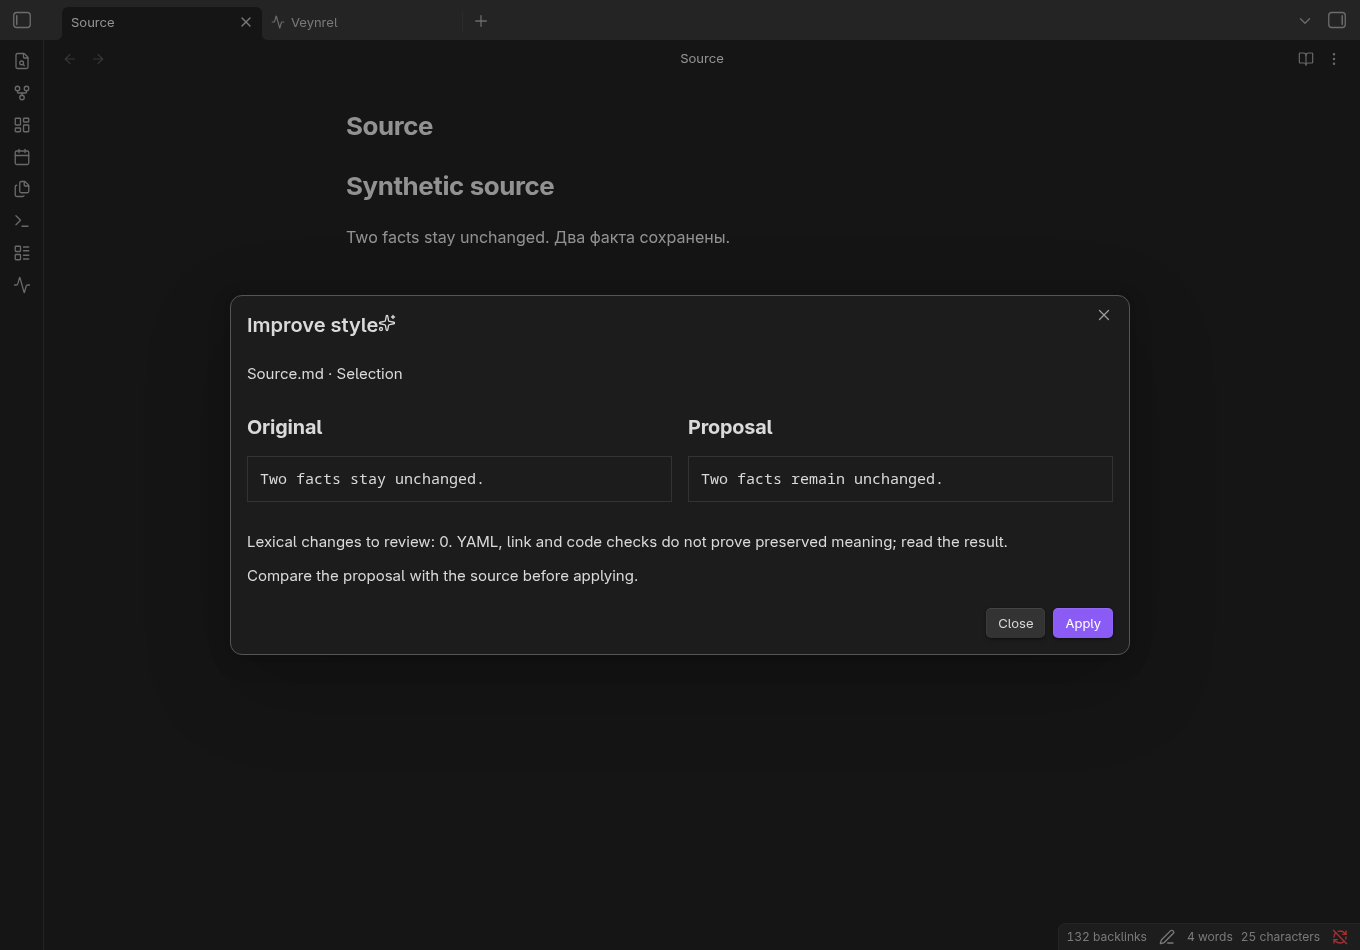 Source
Veynrel
Source
Source
Synthetic source
Two facts stay unchanged. Два факта сохранены.
Improve style
Source.md · Selection
Original
Proposal
Two facts stay unchanged.
Two facts remain unchanged.
Lexical changes to review: 0. YAML, link and code checks do not prove preserved meaning; read the result.
Compare the proposal with the source before applying.
Close
Apply
132 backlinks
4 words
25 characters